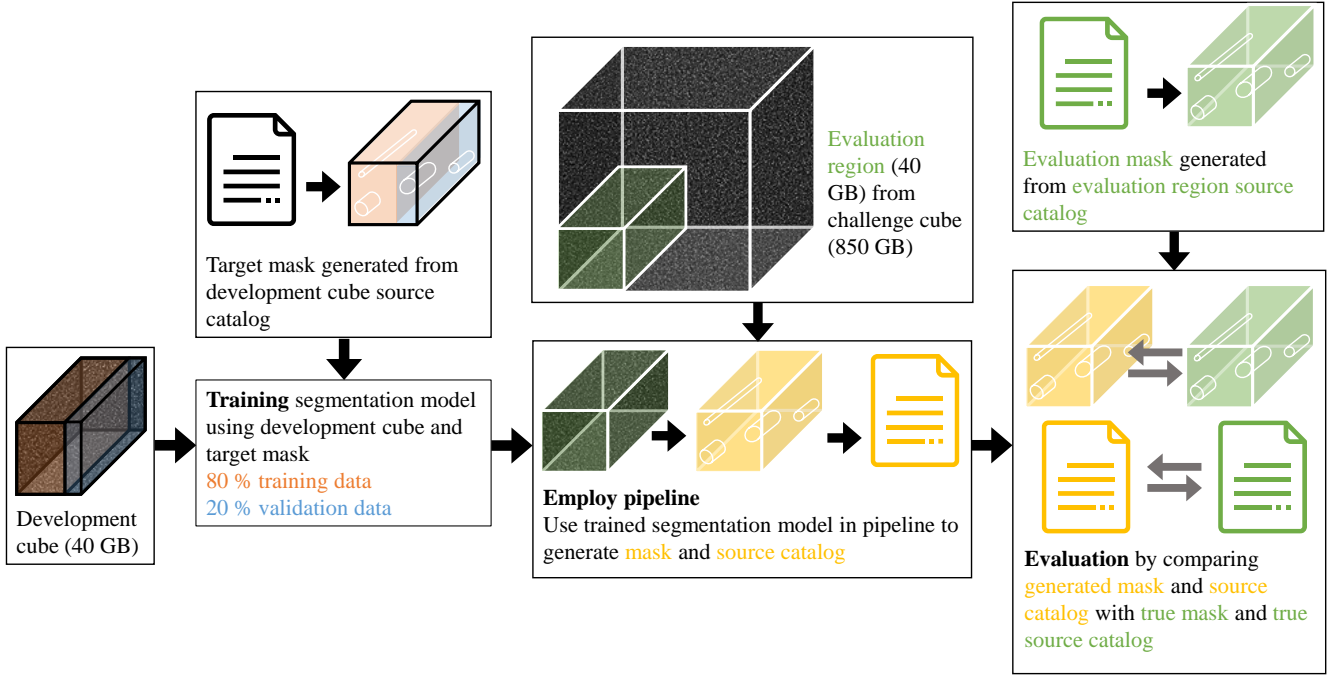 Development
cube (40 GB)
Target mask generated from
development cube source
catalog
Training segmentation model
using development cube and
target mask
80 % training data
20 % validation data
Evaluation
region (40
GB) from
challenge cube
(850 GB)
Employ pipeline
Use trained segmentation model in pipeline to
generate mask and source catalog
Evaluation mask generated
from evaluation region source
catalog
Evaluation by comparing
generated mask and source
catalog with true mask and true
source catalog